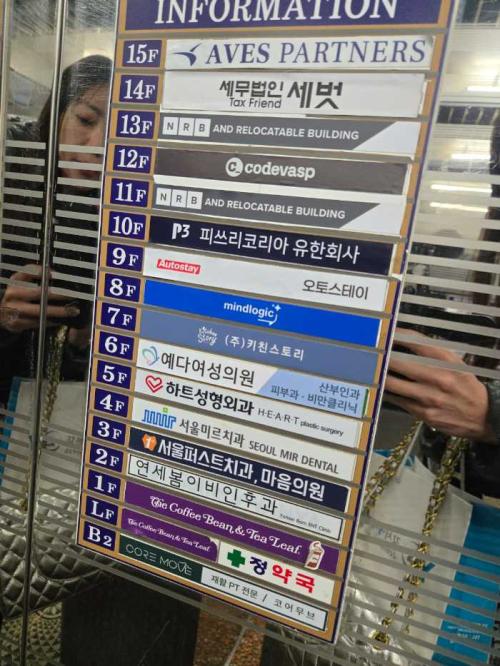 INFORMATION
15F AVES PARTNERS
14F 세무법인 세벗
Tax Friend
13F NRB AND RELOCATABLE BUILDING
12F codevasp
11F NRB AND RELOCATABLE BUILDING
10F P3 피쓰리코리아 유한회사
9F Autostay 오토스테이
8F mindlogic
7F Kitchen Story (주)키친스토리
6F 예다여성의원 산부인과
피부과 · 비만클리닉
5F 하트성형외과 H·E·A·R·T plastic surgery
4F 서울미르치과 SEOUL MIR DENTAL
3F 서울퍼스트치과, 마음의원
2F 연세봄이비인후과
1F The Coffee Bean & Tea Leaf
LF The Coffee Bean & Tea Leaf 정약국
B2 CORE MOVE 재활 PT 전문 / 코어무브